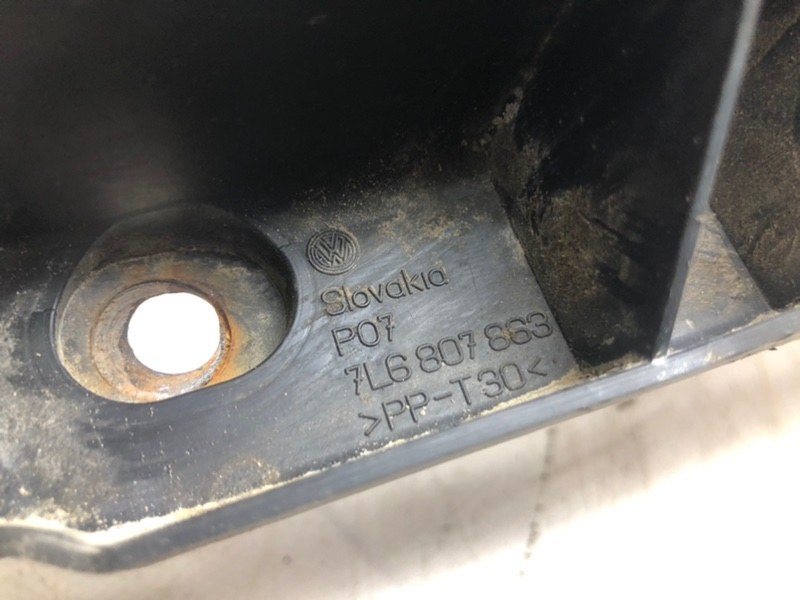 VW
Slovakia
P07
7L6 807 863
>PP-T30<